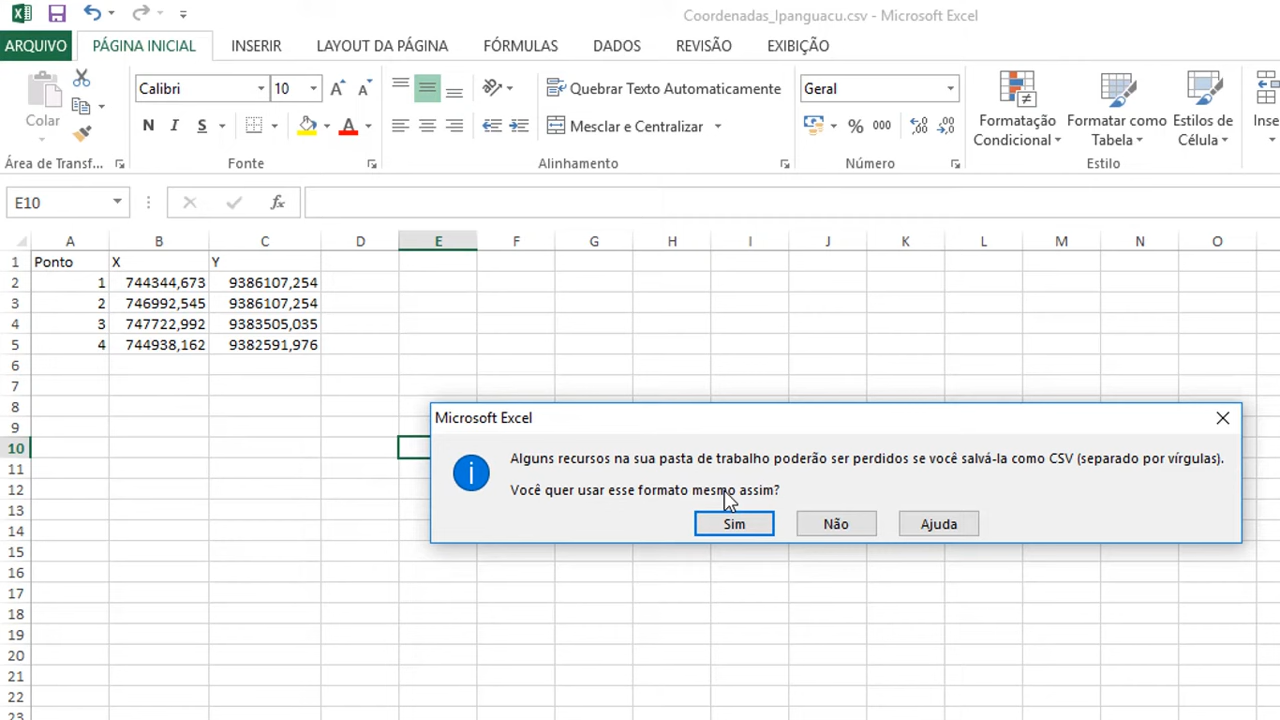 Coordenadas_Ipanguacu.csv - Microsoft Excel
ARQUIVO PÁGINA INICIAL INSERIR LAYOUT DA PÁGINA FÓRMULAS DADOS REVISÃO EXIBIÇÃO
Colar
Área de Transf...
Calibri 10
N I S
Fonte
Quebrar Texto Automaticamente
Mesclar e Centralizar
Alinhamento
Geral
% 000
Número
Formatação Condicional
Formatar como Tabela
Estilos de Célula
Estilo
Inse
E10 fx
A B C D E F G H I J K L M N O
1 Ponto X Y
2 1 744344,673 9386107,254
3 2 746992,545 9386107,254
4 3 747722,992 9383505,035
5 4 744938,162 9382591,976
6
7
8
9
10
11
12
13
14
15
16
17
18
19
20
21
22
23
Microsoft Excel
Alguns recursos na sua pasta de trabalho poderão ser perdidos se você salvá-la como CSV (separado por vírgulas).
Você quer usar esse formato mesmo assim?
Sim Não Ajuda